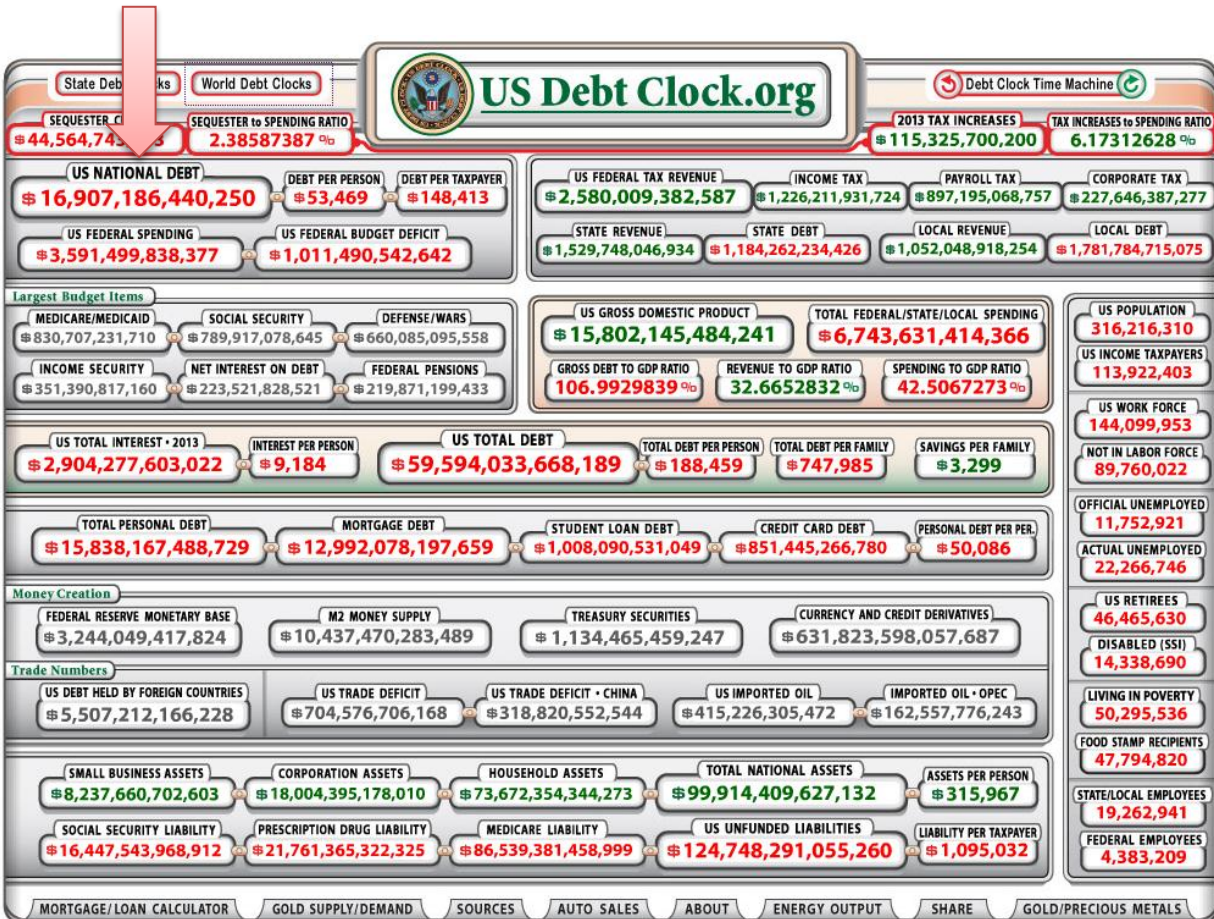 US Debt Clock.org
State Deb ks World Debt Clocks
Debt Clock Time Machine
SEQUESTER C SEQUESTER to SPENDING RATIO 2013 TAX INCREASES TAX INCREASES to SPENDING RATIO
$44,564,74 2.38587387 % $115,325,700,200 6.17312628 %
US NATIONAL DEBT DEBT PER PERSON DEBT PER TAXPAYER
$16,907,186,440,250 $53,469 $148,413
US FEDERAL SPENDING US FEDERAL BUDGET DEFICIT
$3,591,499,838,377 $1,011,490,542,642
US FEDERAL TAX REVENUE INCOME TAX PAYROLL TAX CORPORATE TAX
$2,580,009,382,587 $1,226,211,931,724 $897,195,068,757 $227,646,387,277
STATE REVENUE STATE DEBT LOCAL REVENUE LOCAL DEBT
$1,529,748,046,934 $1,184,262,234,426 $1,052,048,918,254 $1,781,784,715,075
Largest Budget Items
MEDICARE/MEDICAID SOCIAL SECURITY DEFENSE/WARS
$830,707,231,710 $789,917,078,645 $660,085,095,558
INCOME SECURITY NET INTEREST ON DEBT FEDERAL PENSIONS
$351,390,817,160 $223,521,828,521 $219,871,199,433
US GROSS DOMESTIC PRODUCT TOTAL FEDERAL/STATE/LOCAL SPENDING
$15,802,145,484,241 $6,743,631,414,366
GROSS DEBT TO GDP RATIO REVENUE TO GDP RATIO SPENDING TO GDP RATIO
106.9929839 % 32.6652832 % 42.5067273 %
US TOTAL INTEREST • 2013 INTEREST PER PERSON US TOTAL DEBT TOTAL DEBT PER PERSON TOTAL DEBT PER FAMILY SAVINGS PER FAMILY
$2,904,277,603,022 $9,184 $59,594,033,668,189 $188,459 $747,985 $3,299
TOTAL PERSONAL DEBT MORTGAGE DEBT STUDENT LOAN DEBT CREDIT CARD DEBT PERSONAL DEBT PER PER.
$15,838,167,488,729 $12,992,078,197,659 $1,008,090,531,049 $851,445,266,780 $50,086
Money Creation
FEDERAL RESERVE MONETARY BASE M2 MONEY SUPPLY TREASURY SECURITIES CURRENCY AND CREDIT DERIVATIVES
$3,244,049,417,824 $10,437,470,283,489 $1,134,465,459,247 $631,823,598,057,687
Trade Numbers
US DEBT HELD BY FOREIGN COUNTRIES US TRADE DEFICIT US TRADE DEFICIT • CHINA US IMPORTED OIL IMPORTED OIL • OPEC
$5,507,212,166,228 $704,576,706,168 $318,820,552,544 $415,226,305,472 $162,557,776,243
SMALL BUSINESS ASSETS CORPORATION ASSETS HOUSEHOLD ASSETS TOTAL NATIONAL ASSETS ASSETS PER PERSON
$8,237,660,702,603 $18,004,395,178,010 $73,672,354,344,273 $99,914,409,627,132 $315,967
SOCIAL SECURITY LIABILITY PRESCRIPTION DRUG LIABILITY MEDICARE LIABILITY US UNFUNDED LIABILITIES LIABILITY PER TAXPAYER
$16,447,543,968,912 $21,761,365,322,325 $86,539,381,458,999 $124,748,291,055,260 $1,095,032
US POPULATION
316,216,310
US INCOME TAXPAYERS
113,922,403
US WORK FORCE
144,099,953
NOT IN LABOR FORCE
89,760,022
OFFICIAL UNEMPLOYED
11,752,921
ACTUAL UNEMPLOYED
22,266,746
US RETIREES
46,465,630
DISABLED (SSI)
14,338,690
LIVING IN POVERTY
50,295,536
FOOD STAMP RECIPIENTS
47,794,820
STATE/LOCAL EMPLOYEES
19,262,941
FEDERAL EMPLOYEES
4,383,209
MORTGAGE/LOAN CALCULATOR GOLD SUPPLY/DEMAND SOURCES AUTO SALES ABOUT ENERGY OUTPUT SHARE GOLD/PRECIOUS METALS